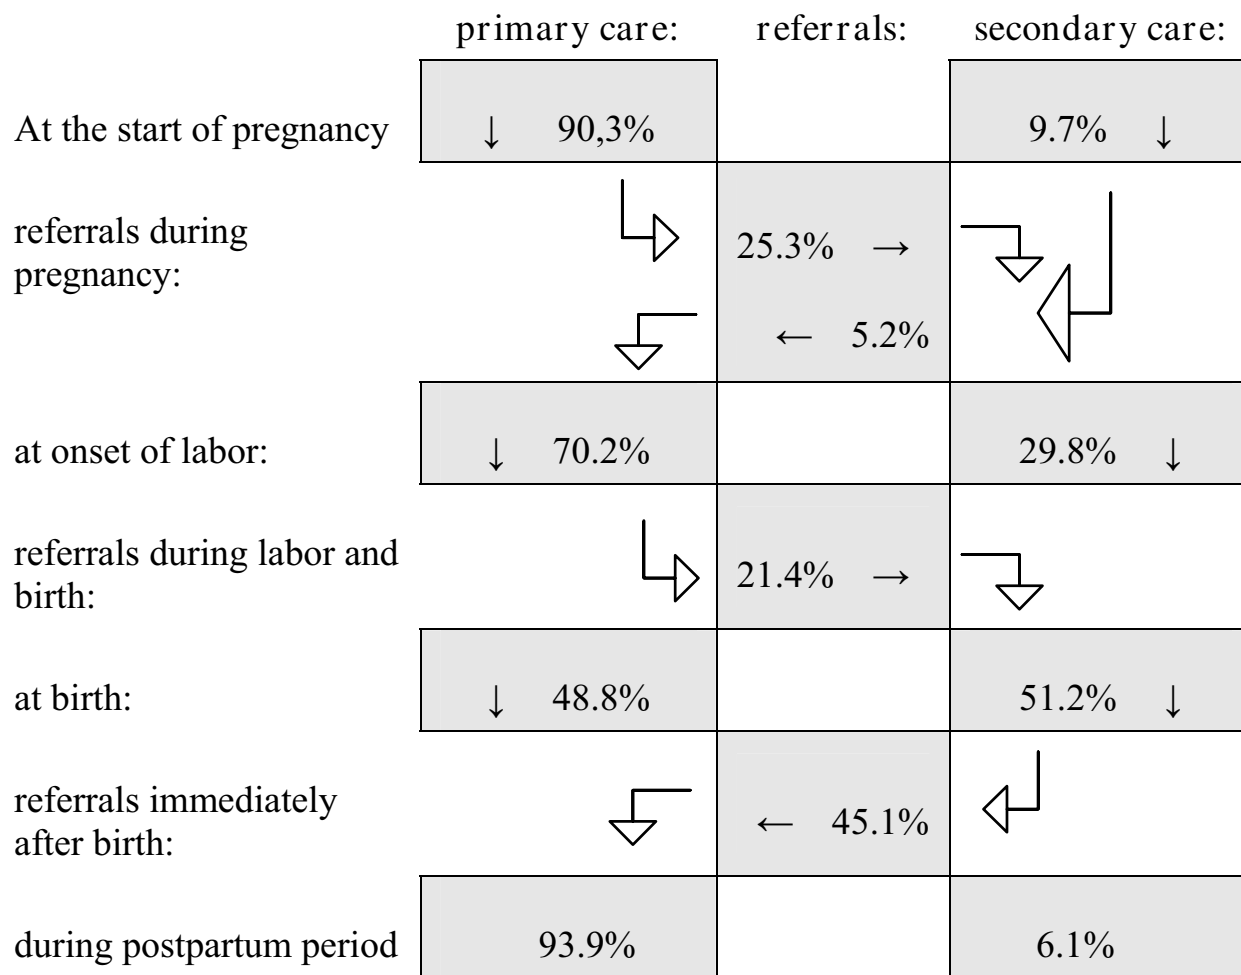 primary care: referrals: secondary care:
At the start of pregnancy ↓ 90,3% 9.7% ↓
referrals during
pregnancy:
25.3% →
← 5.2%
at onset of labor: ↓ 70.2% 29.8% ↓
referrals during labor and
birth:
21.4% →
at birth: ↓ 48.8% 51.2% ↓
referrals immediately
after birth:
← 45.1%
during postpartum period 93.9% 6.1%